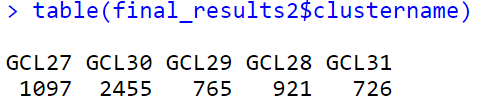 > table(final_results2$clustername)
GCL27 GCL30 GCL29 GCL28 GCL31
1097 2455 765 921 726